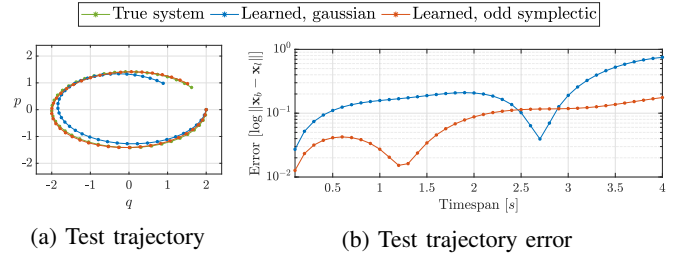 True system Learned, gaussian Learned, odd symplectic
2
1
p 0
-1
-2
-2 -1 0 1 2
q
(a) Test trajectory
Error [log ||x_b − x_l||]
10^0
10^-1
10^-2
0.5 1 1.5 2 2.5 3 3.5 4
Timespan [s]
(b) Test trajectory error